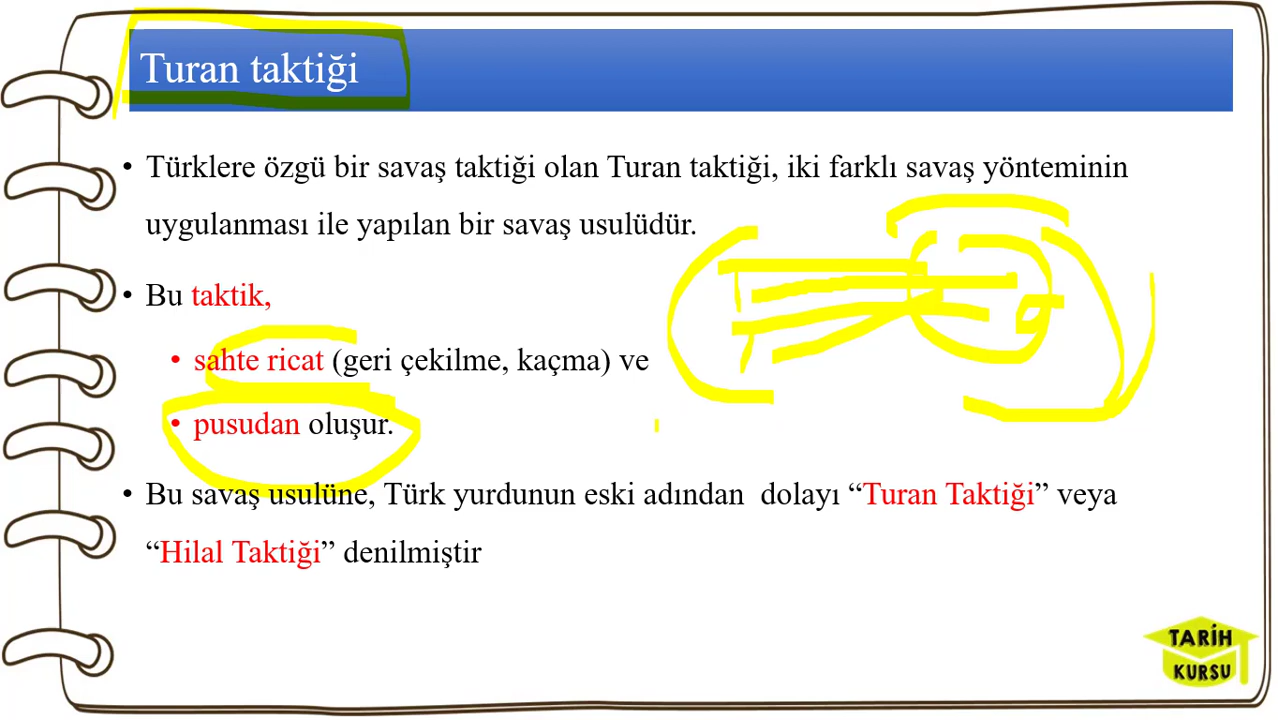 Turan taktiği
• Türklere özgü bir savaş taktiği olan Turan taktiği, iki farklı savaş yönteminin
uygulanması ile yapılan bir savaş usulüdür.
• Bu taktik,
• sahte ricat (geri çekilme, kaçma) ve
• pusudan oluşur.
• Bu savaş usulüne, Türk yurdunun eski adından  dolayı “Turan Taktiği” veya
“Hilal Taktiği” denilmiştir
TARİH
KURSU